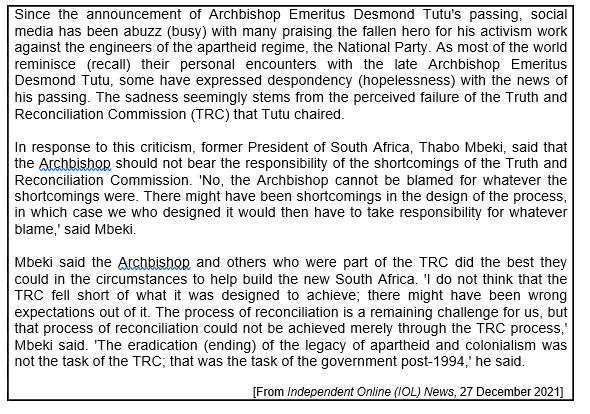 Since the announcement of Archbishop Emeritus Desmond Tutu's passing, social
media has been abuzz (busy) with many praising the fallen hero for his activism work
against the engineers of the apartheid regime, the National Party. As most of the world
reminisce (recall) their personal encounters with the late Archbishop Emeritus
Desmond Tutu, some have expressed despondency (hopelessness) with the news of
his passing. The sadness seemingly stems from the perceived failure of the Truth and
Reconciliation Commission (TRC) that Tutu chaired.
In response to this criticism, former President of South Africa, Thabo Mbeki, said that
the Archbishop should not bear the responsibility of the shortcomings of the Truth and
Reconciliation Commission. 'No, the Archbishop cannot be blamed for whatever the
shortcomings were. There might have been shortcomings in the design of the process,
in which case we who designed it would then have to take responsibility for whatever
blame,' said Mbeki.
Mbeki said the Archbishop and others who were part of the TRC did the best they
could in the circumstances to help build the new South Africa. 'I do not think that the
TRC fell short of what it was designed to achieve; there might have been wrong
expectations out of it. The process of reconciliation is a remaining challenge for us, but
that process of reconciliation could not be achieved merely through the TRC process,'
Mbeki said. 'The eradication (ending) of the legacy of apartheid and colonialism was
not the task of the TRC; that was the task of the government post-1994,' he said.
[From Independent Online (IOL) News, 27 December 2021]